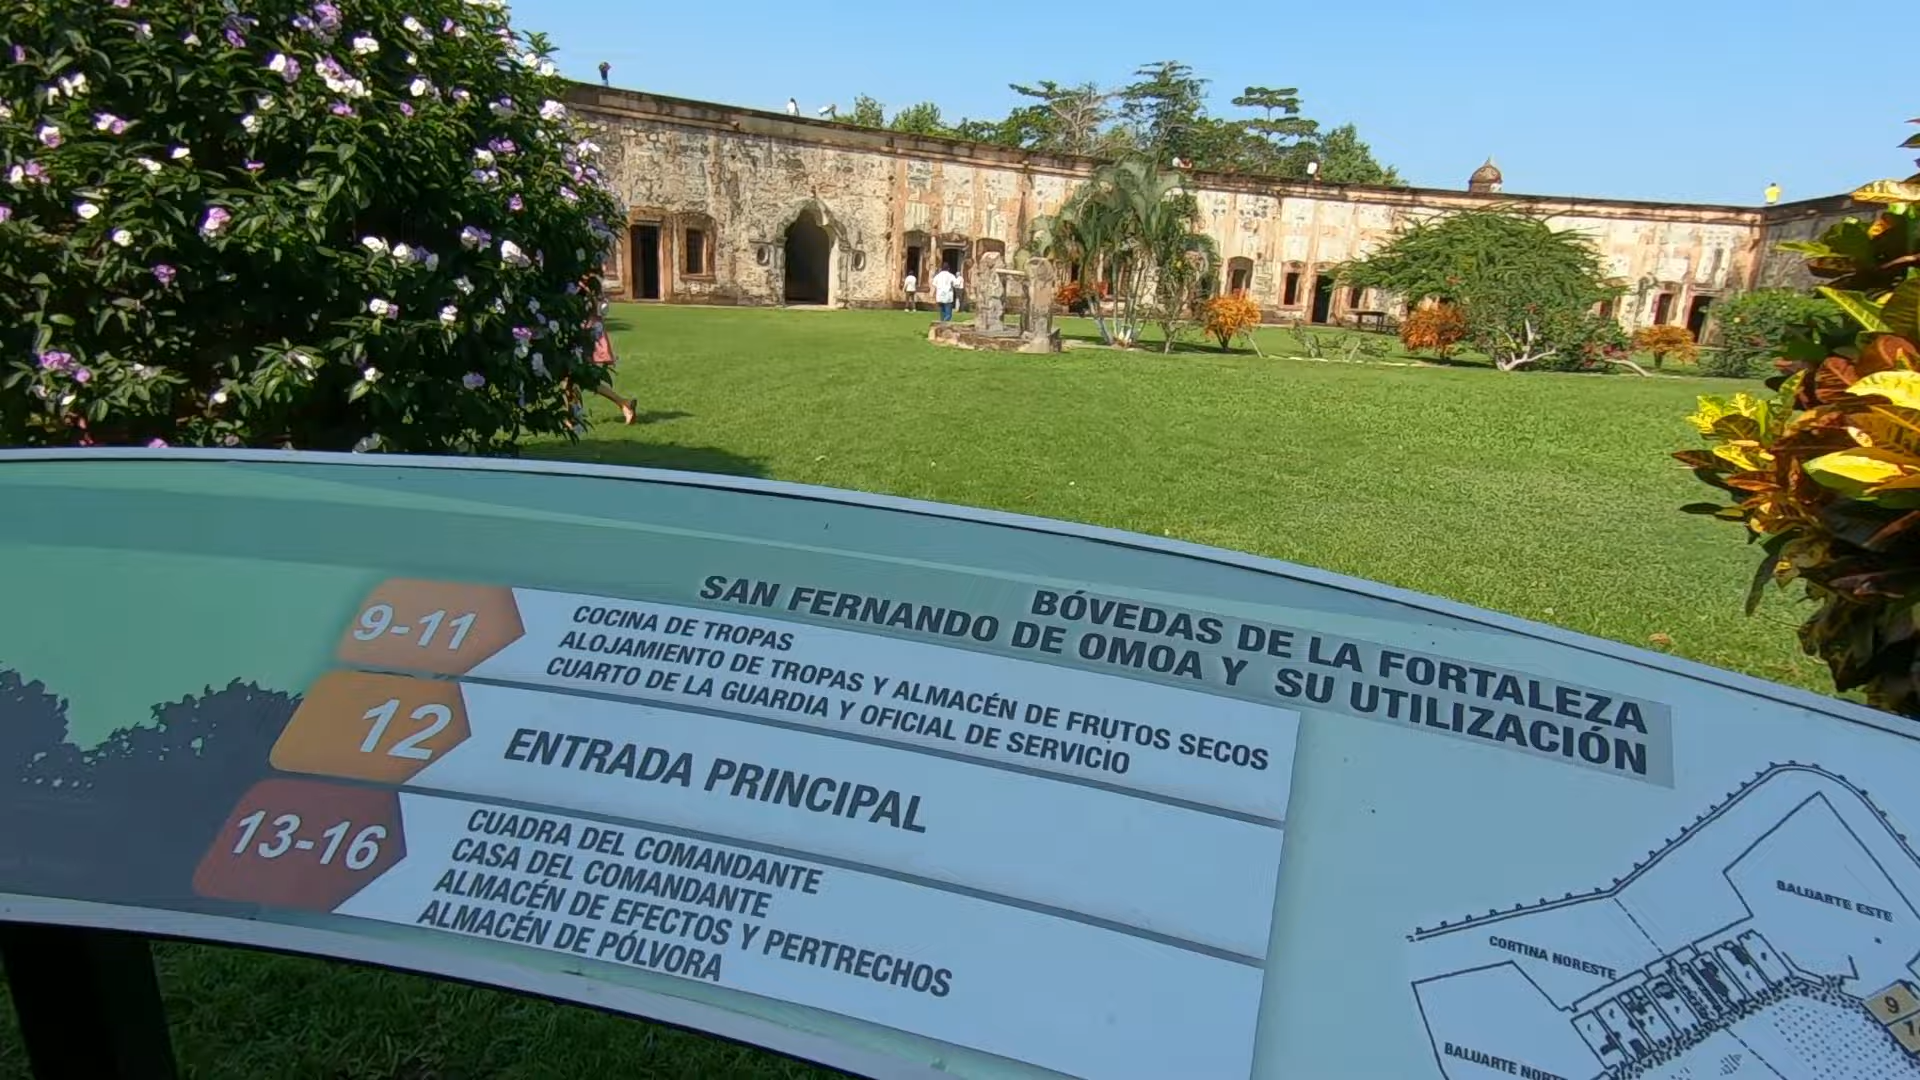 BÓVEDAS DE LA FORTALEZA
SAN FERNANDO DE OMOA Y SU UTILIZACIÓN
9-11
COCINA DE TROPAS
ALOJAMIENTO DE TROPAS Y ALMACÉN DE FRUTOS SECOS
CUARTO DE LA GUARDIA Y OFICIAL DE SERVICIO
12
ENTRADA PRINCIPAL
13-16
CUADRA DEL COMANDANTE
CASA DEL COMANDANTE
ALMACÉN DE EFECTOS Y PERTRECHOS
ALMACÉN DE PÓLVORA
BALUARTE ESTE
CORTINA NORESTE
9
BALUARTE